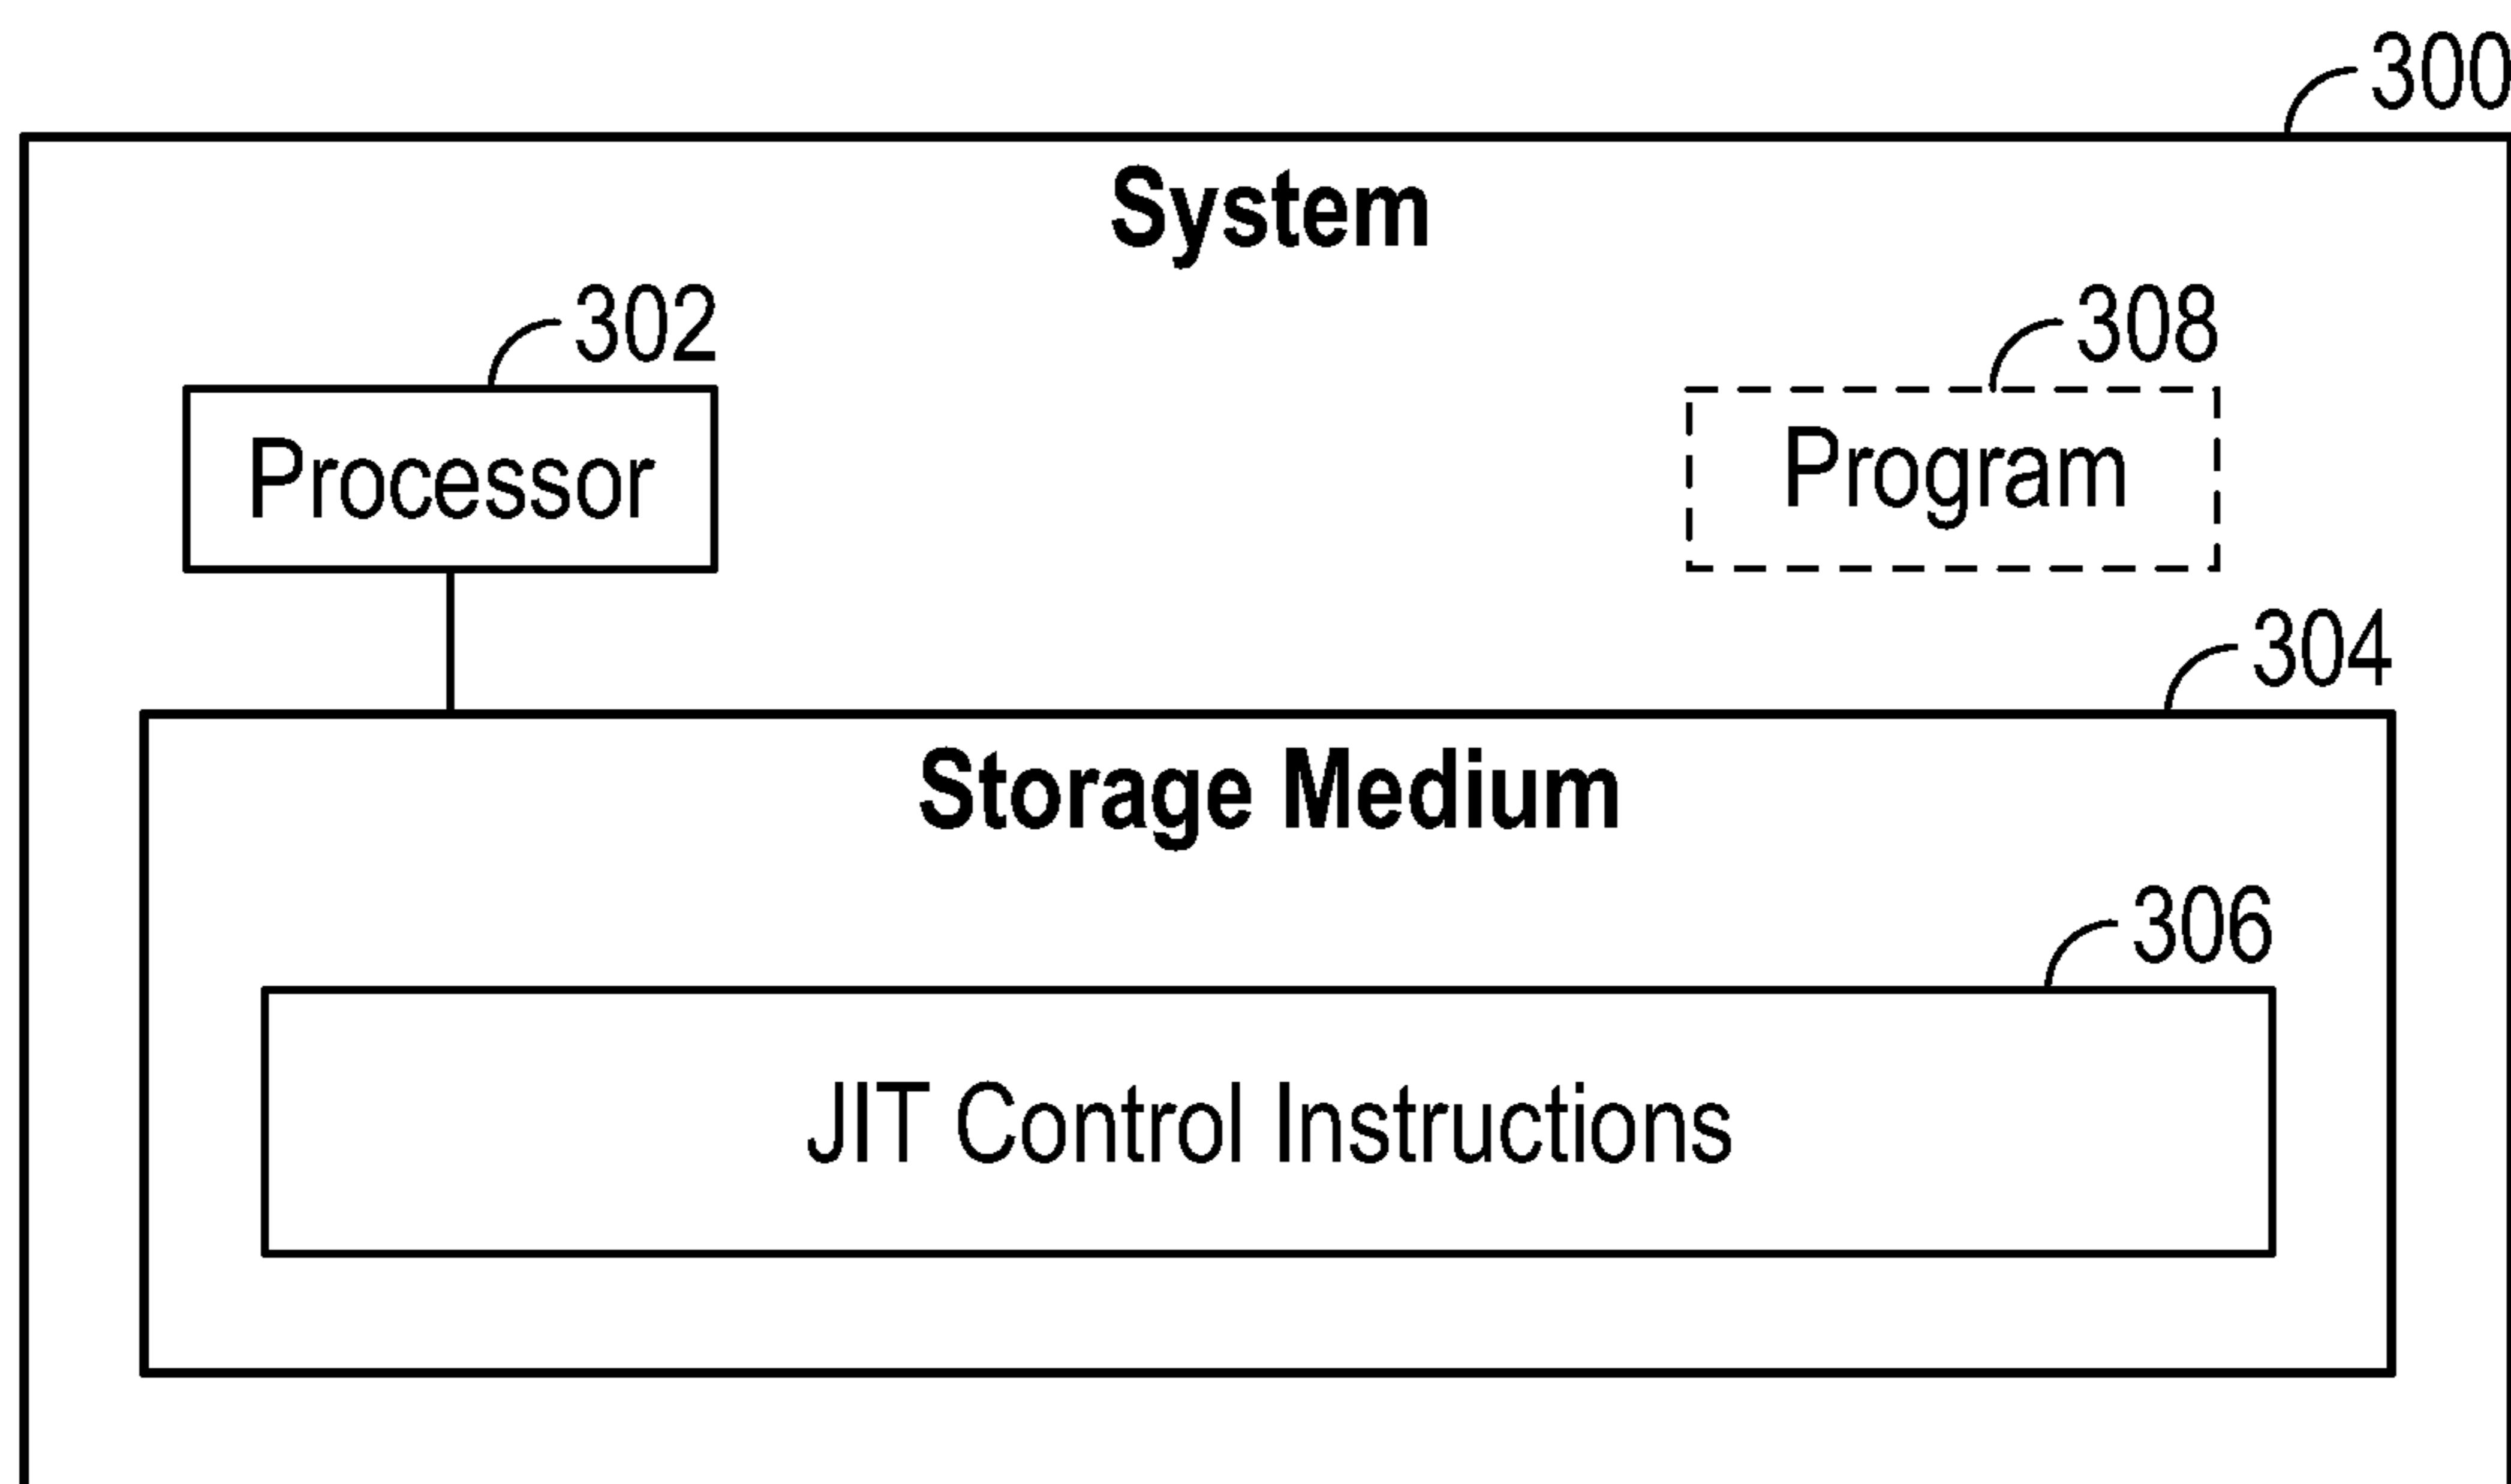 300
System
302
308
Processor
Program
304
Storage Medium
306
JIT Control Instructions